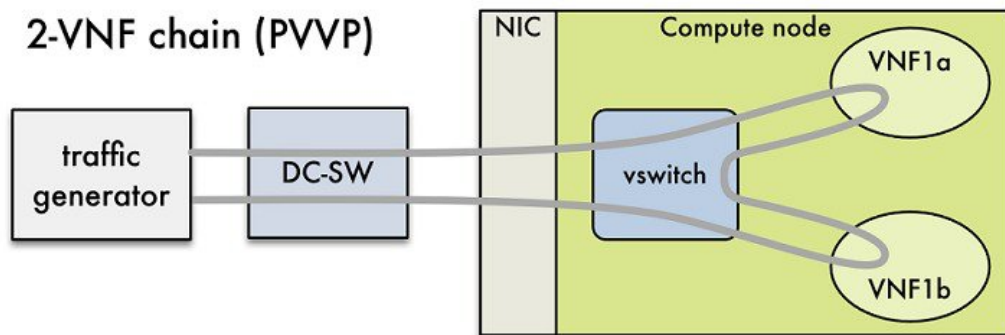 2-VNF chain (PVVP)
NIC
Compute node
VNF1a
traffic
generator
DC-SW
vswitch
VNF1b